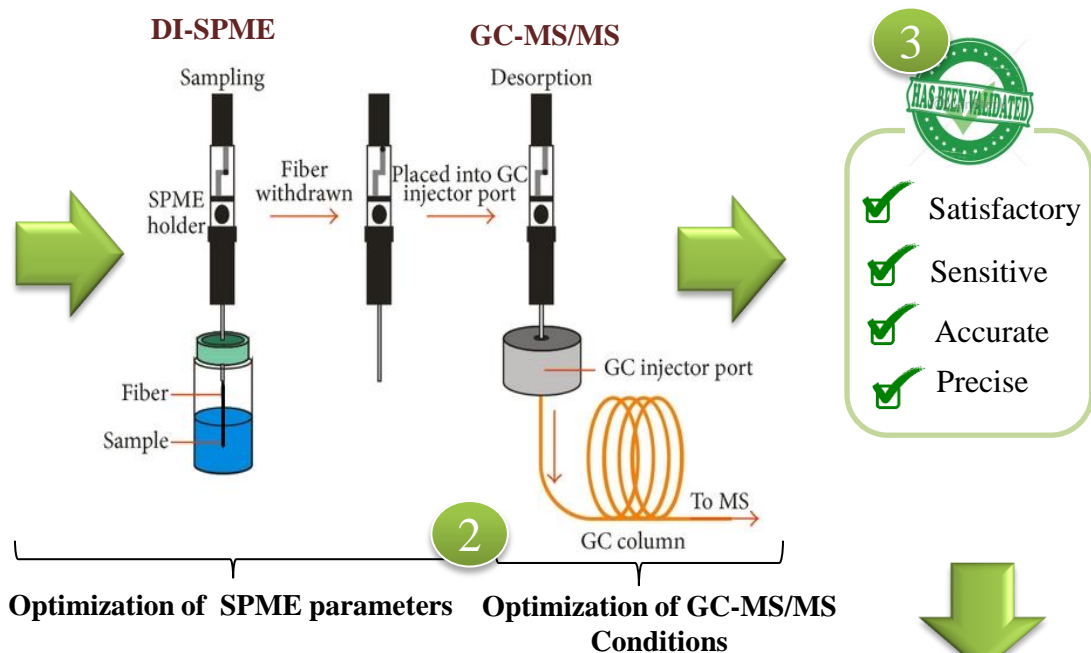 DI-SPME
GC-MS/MS
3
HAS BEEN VALIDATED
Sampling
Desorption
SPME
holder
Fiber
withdrawn
Placed into GC
injector port
Satisfactory
Sensitive
Accurate
Precise
GC injector port
Fiber
Sample
To MS
GC column
2
Optimization of SPME parameters
Optimization of GC-MS/MS
Conditions